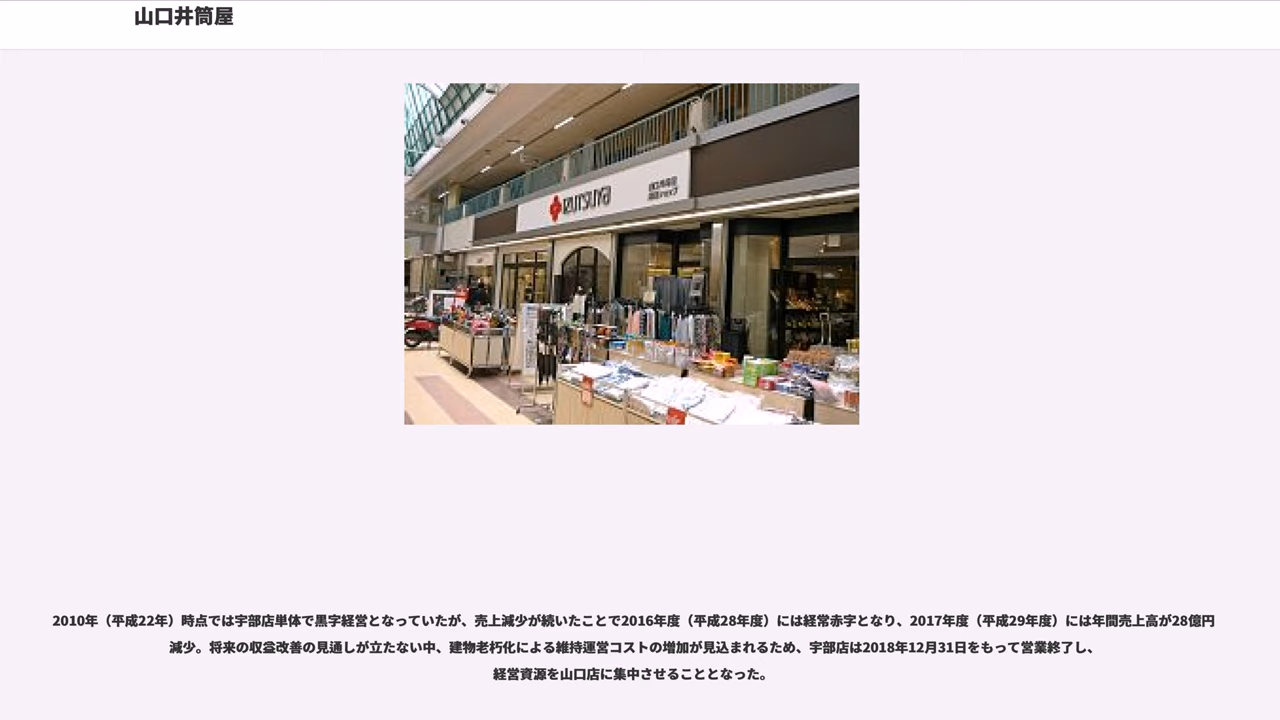 山口井筒屋
IZUTSUYA
2010年（平成22年）時点では宇部店単体で黒字経営となっていたが、売上減少が続いたことで2016年度（平成28年度）には経常赤字となり、2017年度（平成29年度）には年間売上高が28億円
減少。将来の収益改善の見通しが立たない中、建物老朽化による維持運営コストの増加が見込まれるため、宇部店は2018年12月31日をもって営業終了し、
経営資源を山口店に集中させることとなった。